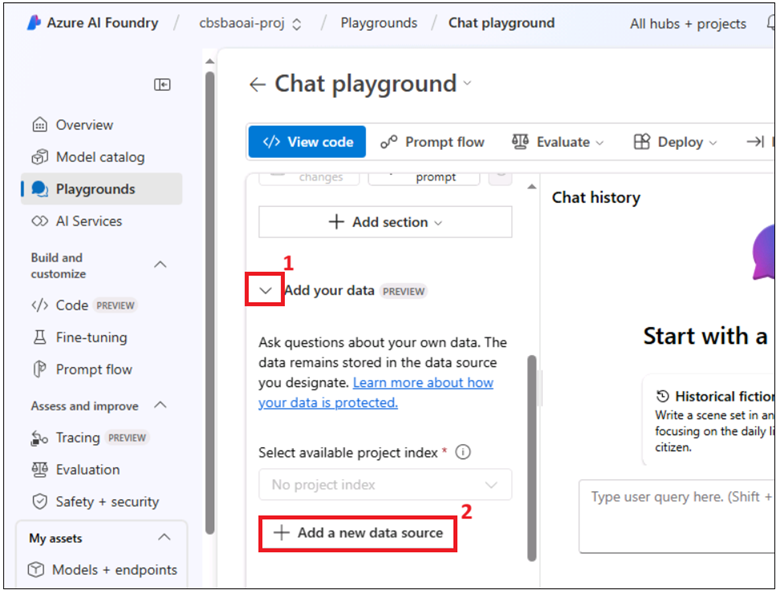 Azure AI Foundry / cbsbaoai-proj / Playgrounds / Chat playground All hubs + projects
Chat playground
View code Prompt flow Evaluate Deploy
Overview
Model catalog
Playgrounds
AI Services
Build and
customize
Code PREVIEW
Fine-tuning
Prompt flow
Assess and improve
Tracing PREVIEW
Evaluation
Safety + security
My assets
Models + endpoints
changes
prompt
Add section
1
Add your data PREVIEW
Ask questions about your own data. The
data remains stored in the data source
you designate. Learn more about how
your data is protected.
Select available project index *
No project index
2
Add a new data source
Chat history
Start with a
Historical fiction
Write a scene set in an
focusing on the daily li
citizen.
Type user query here. (Shift +